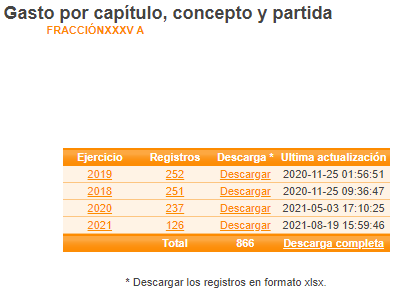 Gasto por capítulo, concepto y partida
FRACCIÓNXXXV A
Ejercicio Registros Descarga * Ultima actualización
2019 252 Descargar 2020-11-25 01:56:51
2018 251 Descargar 2020-11-25 09:36:47
2020 237 Descargar 2021-05-03 17:10:25
2021 126 Descargar 2021-08-19 15:59:46
Total 866 Descarga completa
* Descargar los registros en formato xlsx.